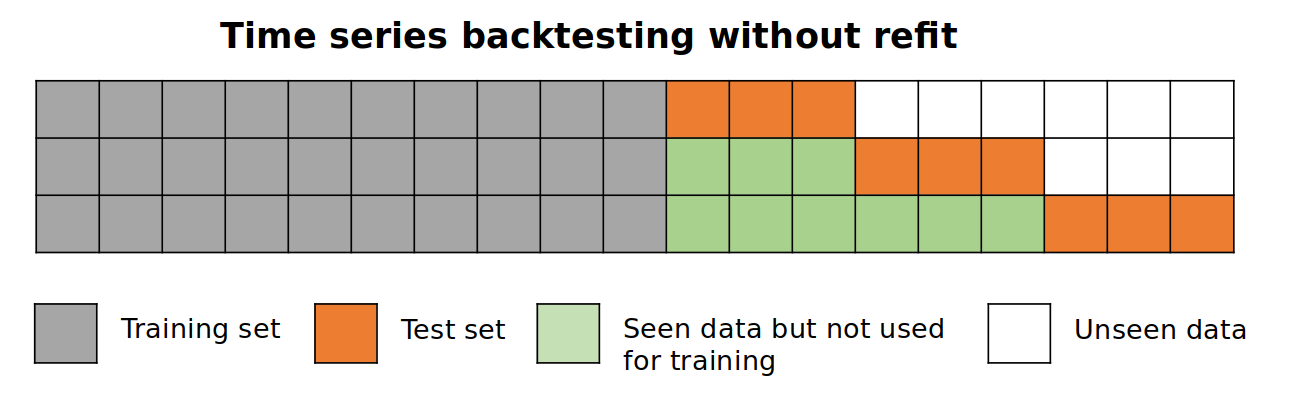 Time series backtesting without refit
Training set
Test set
Seen data but not used
for training
Unseen data